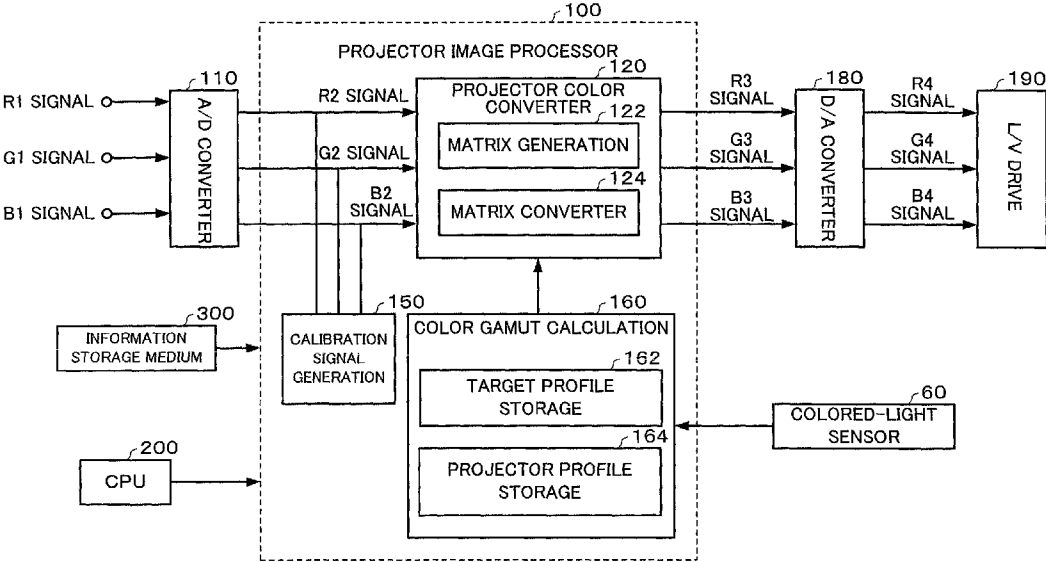 100
PROJECTOR IMAGE PROCESSOR
110
A/D CONVERTER
R1 SIGNAL
G1 SIGNAL
B1 SIGNAL
R2 SIGNAL
G2 SIGNAL
B2
SIGNAL
120
PROJECTOR COLOR
CONVERTER
122
MATRIX GENERATION
124
MATRIX CONVERTER
R3
SIGNAL
G3
SIGNAL
B3
SIGNAL
180
D/A CONVERTER
R4
SIGNAL
G4
SIGNAL
B4
SIGNAL
190
L/V DRIVE
300
INFORMATION
STORAGE MEDIUM
150
CALIBRATION
SIGNAL
GENERATION
160
COLOR GAMUT CALCULATION
162
TARGET PROFILE
STORAGE
164
PROJECTOR PROFILE
STORAGE
60
COLORED-LIGHT
SENSOR
200
CPU